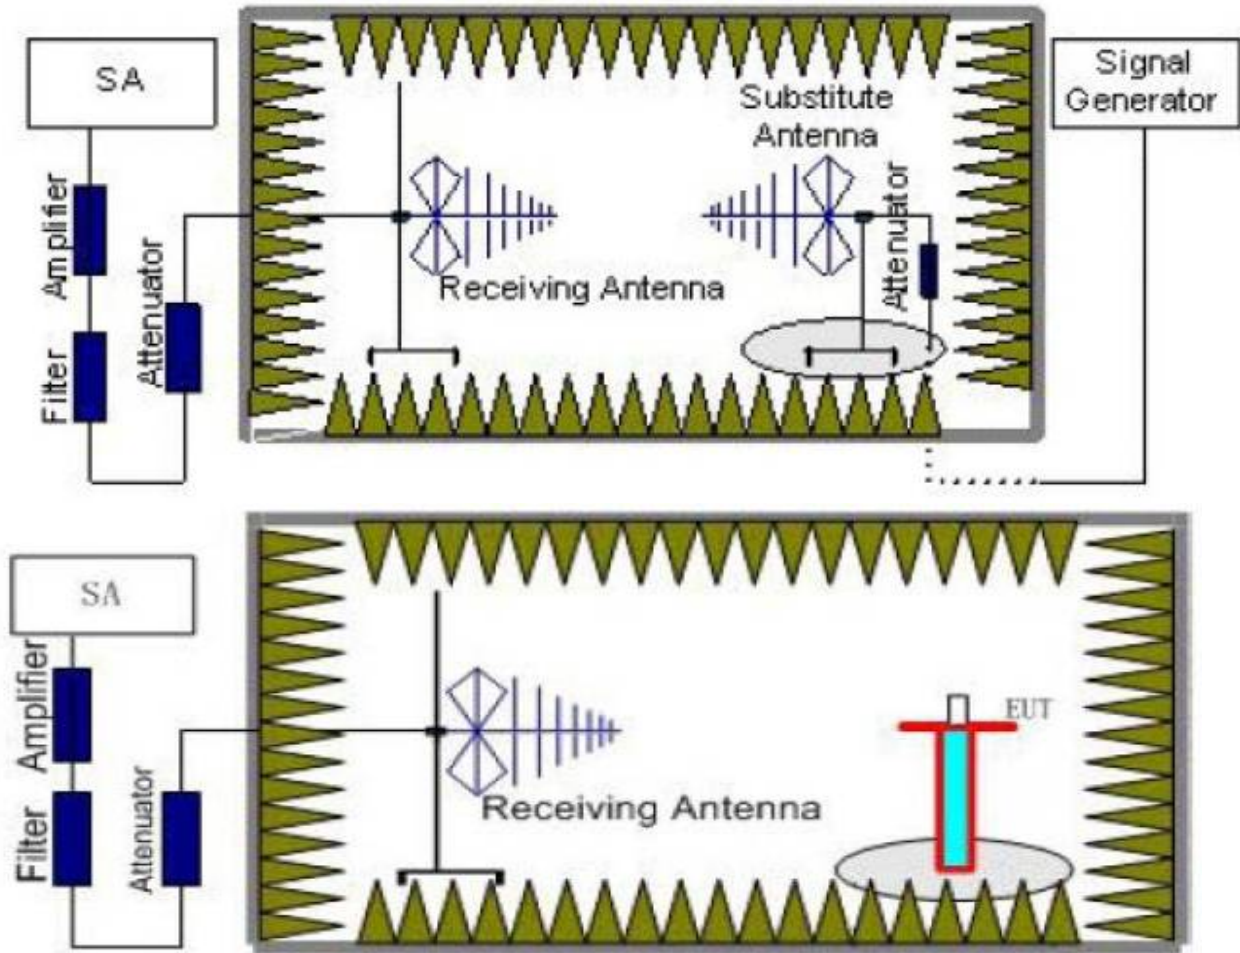 SA
Signal
Generator
Substitute
Antenna
Amplifier
Attenuator
Attenuator
Receiving Antenna
Filter
SA
Amplifier
EUT
Receiving Antenna
Filter
Attenuator